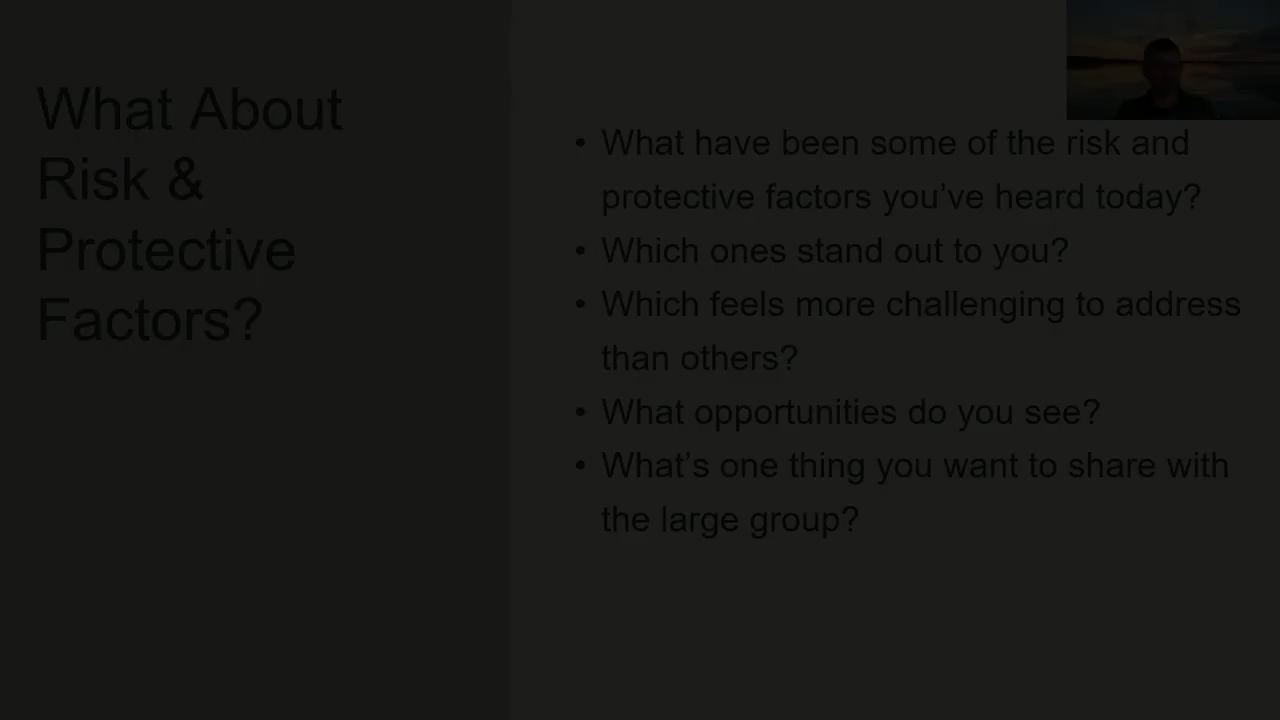 What About
Risk &
Protective
Factors?
• What have been some of the risk and
protective factors you’ve heard today?
• Which ones stand out to you?
• Which feels more challenging to address
than others?
• What opportunities do you see?
• What’s one thing you want to share with
the large group?